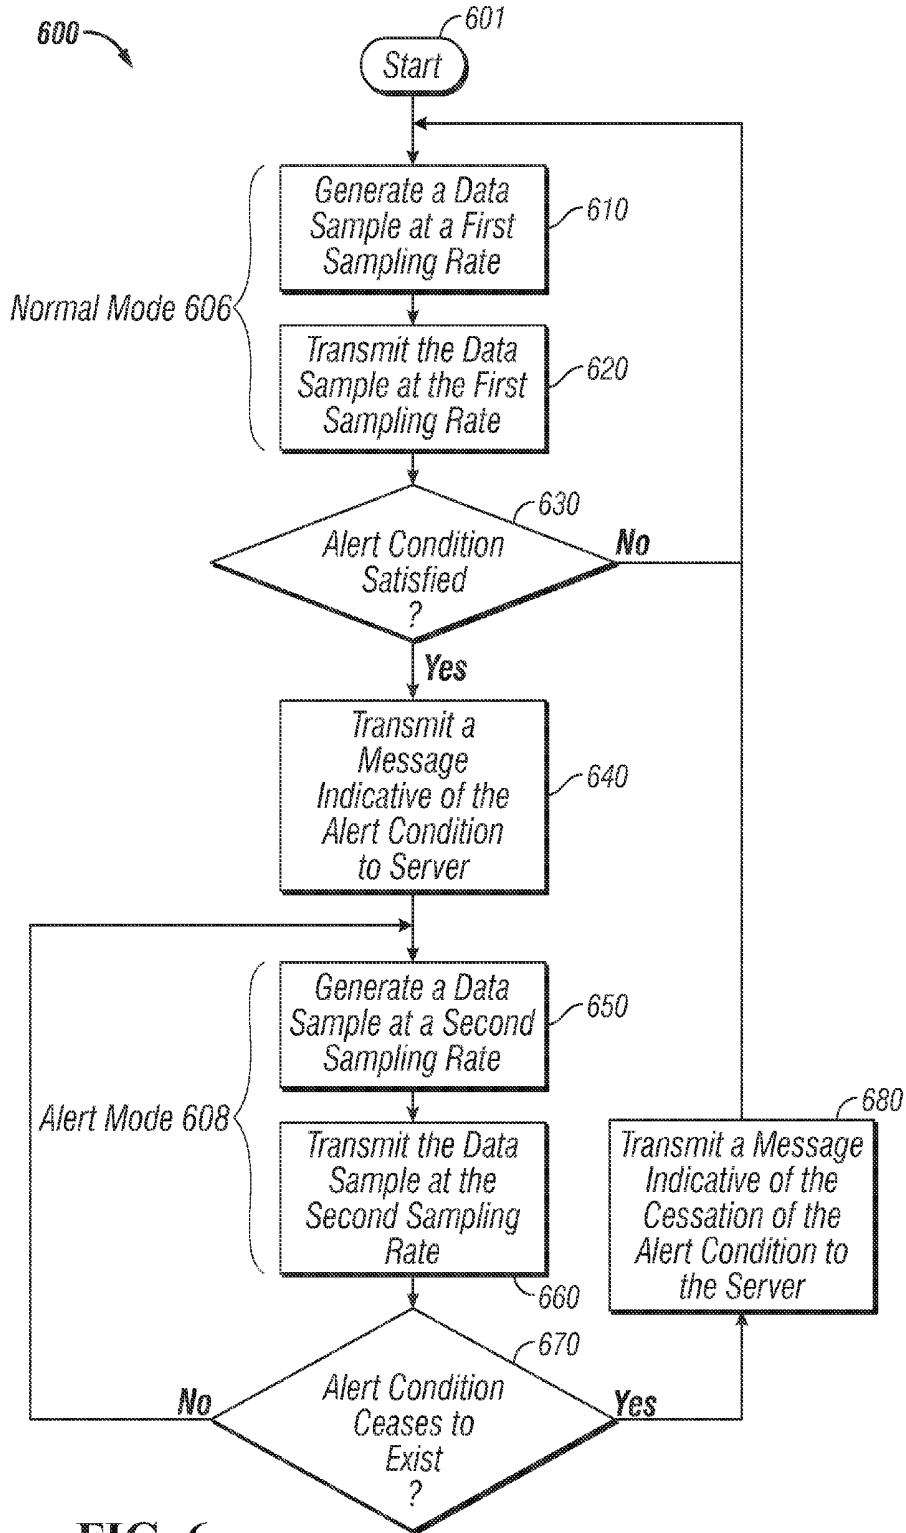 600
601
Start
Generate a Data
Sample at a First
Sampling Rate
610
Normal Mode 606
Transmit the Data
Sample at the First
Sampling Rate
620
630
Alert Condition
Satisfied
?
No
Yes
Transmit a
Message
Indicative of the
Alert Condition
to Server
640
Generate a Data
Sample at a Second
Sampling Rate
650
Alert Mode 608
Transmit the Data
Sample at the
Second Sampling
Rate
660
680
Transmit a Message
Indicative of the
Cessation of the
Alert Condition to
the Server
670
Alert Condition
Ceases to
Exist
?
No
Yes
FIG. 6